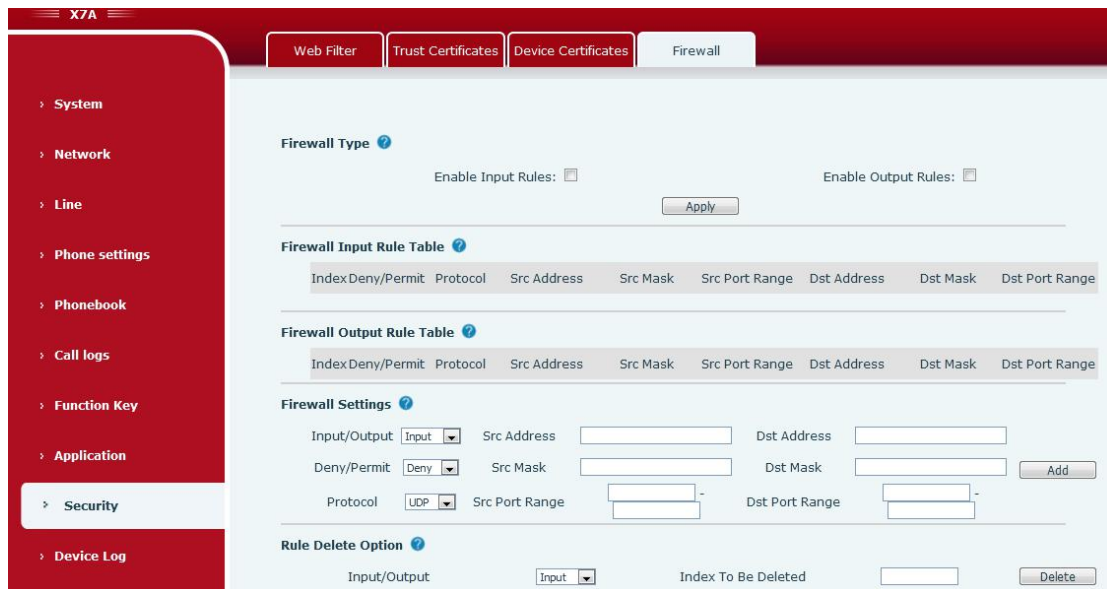 X7A
Web Filter Trust Certificates Device Certificates Firewall
System
Network
Line
Phone settings
Phonebook
Call logs
Function Key
Application
Security
Device Log
Firewall Type ?
Enable Input Rules: Enable Output Rules:
Apply
Firewall Input Rule Table ?
Index Deny/Permit Protocol Src Address Src Mask Src Port Range Dst Address Dst Mask Dst Port Range
Firewall Output Rule Table ?
Index Deny/Permit Protocol Src Address Src Mask Src Port Range Dst Address Dst Mask Dst Port Range
Firewall Settings ?
Input/Output Input Src Address Dst Address
Deny/Permit Deny Src Mask Dst Mask Add
Protocol UDP Src Port Range - Dst Port Range -
Rule Delete Option ?
Input/Output Input Index To Be Deleted Delete